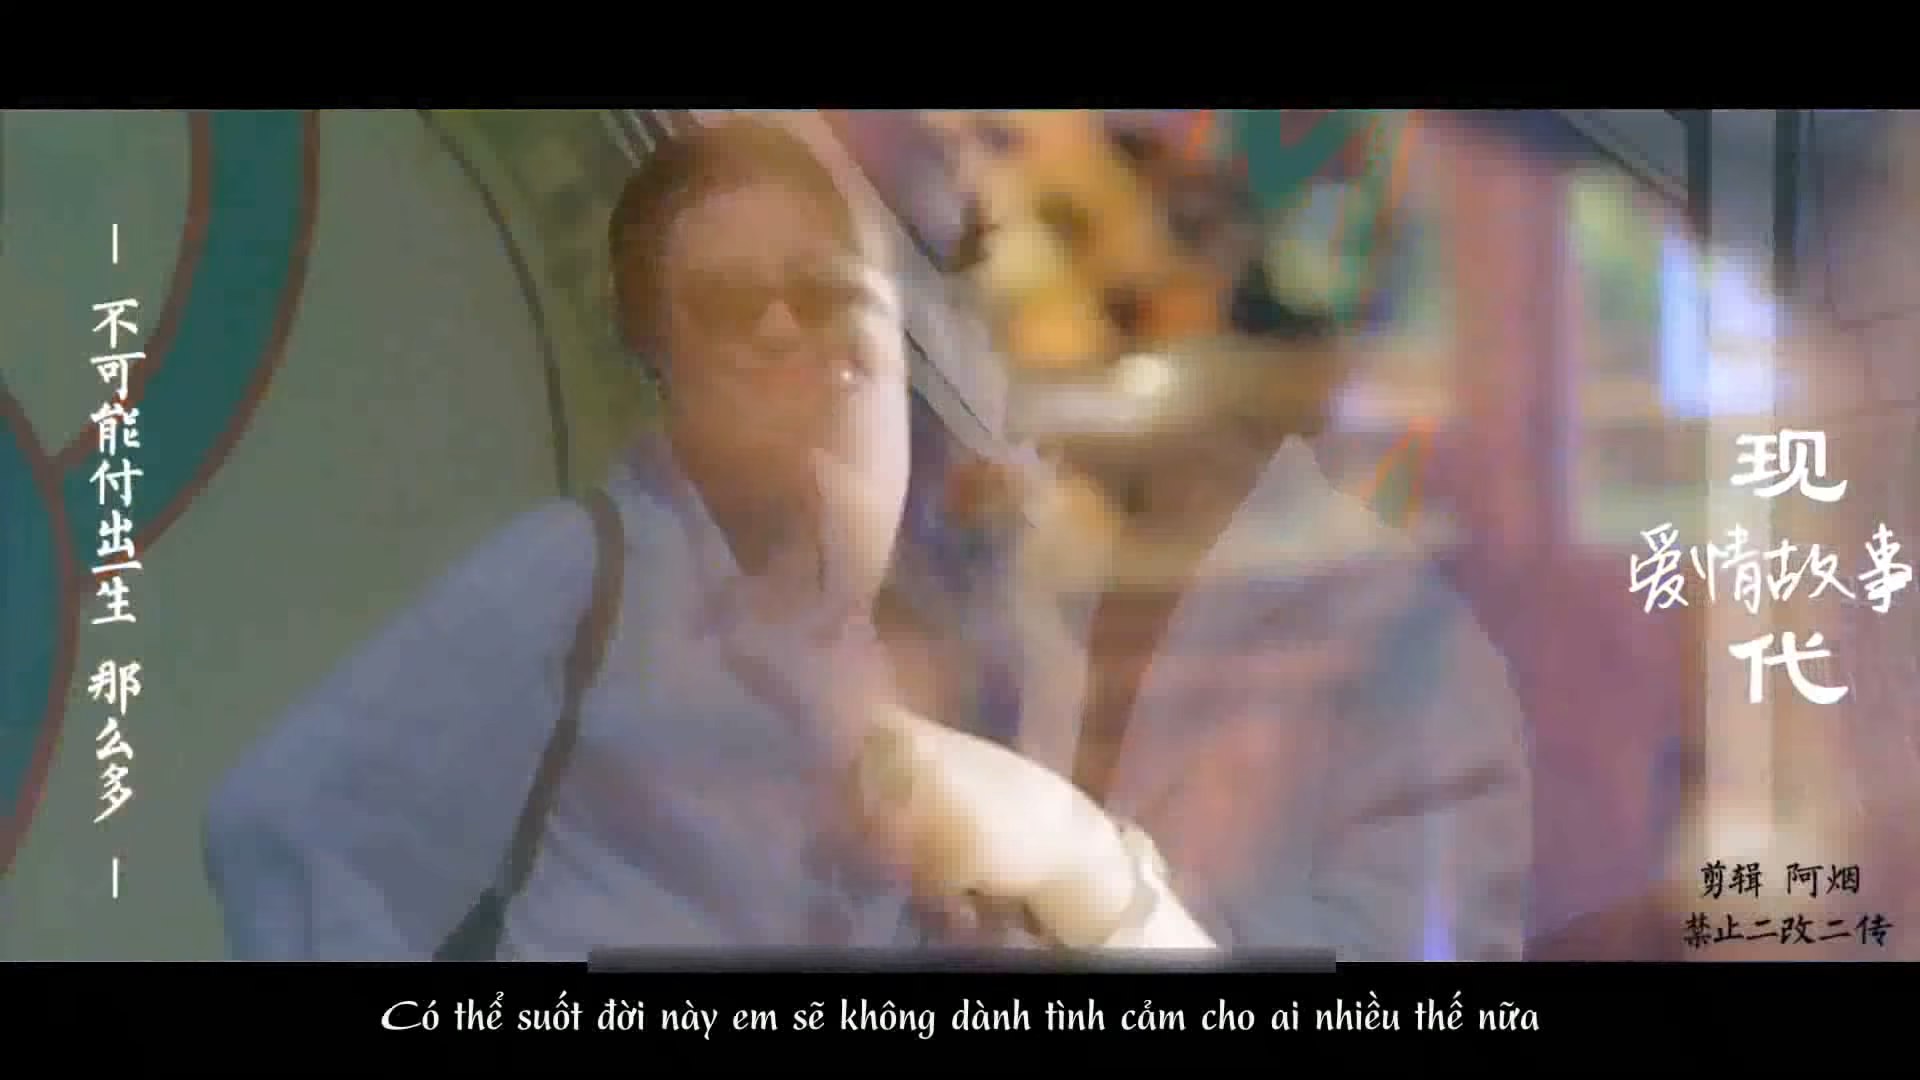 — 不可能付出一生 那么多 —
现
爱情故事
代
剪辑 阿烟
禁止二改二传
Có thể suốt đời này em sẽ không dành tình cảm cho ai nhiều thế nữa